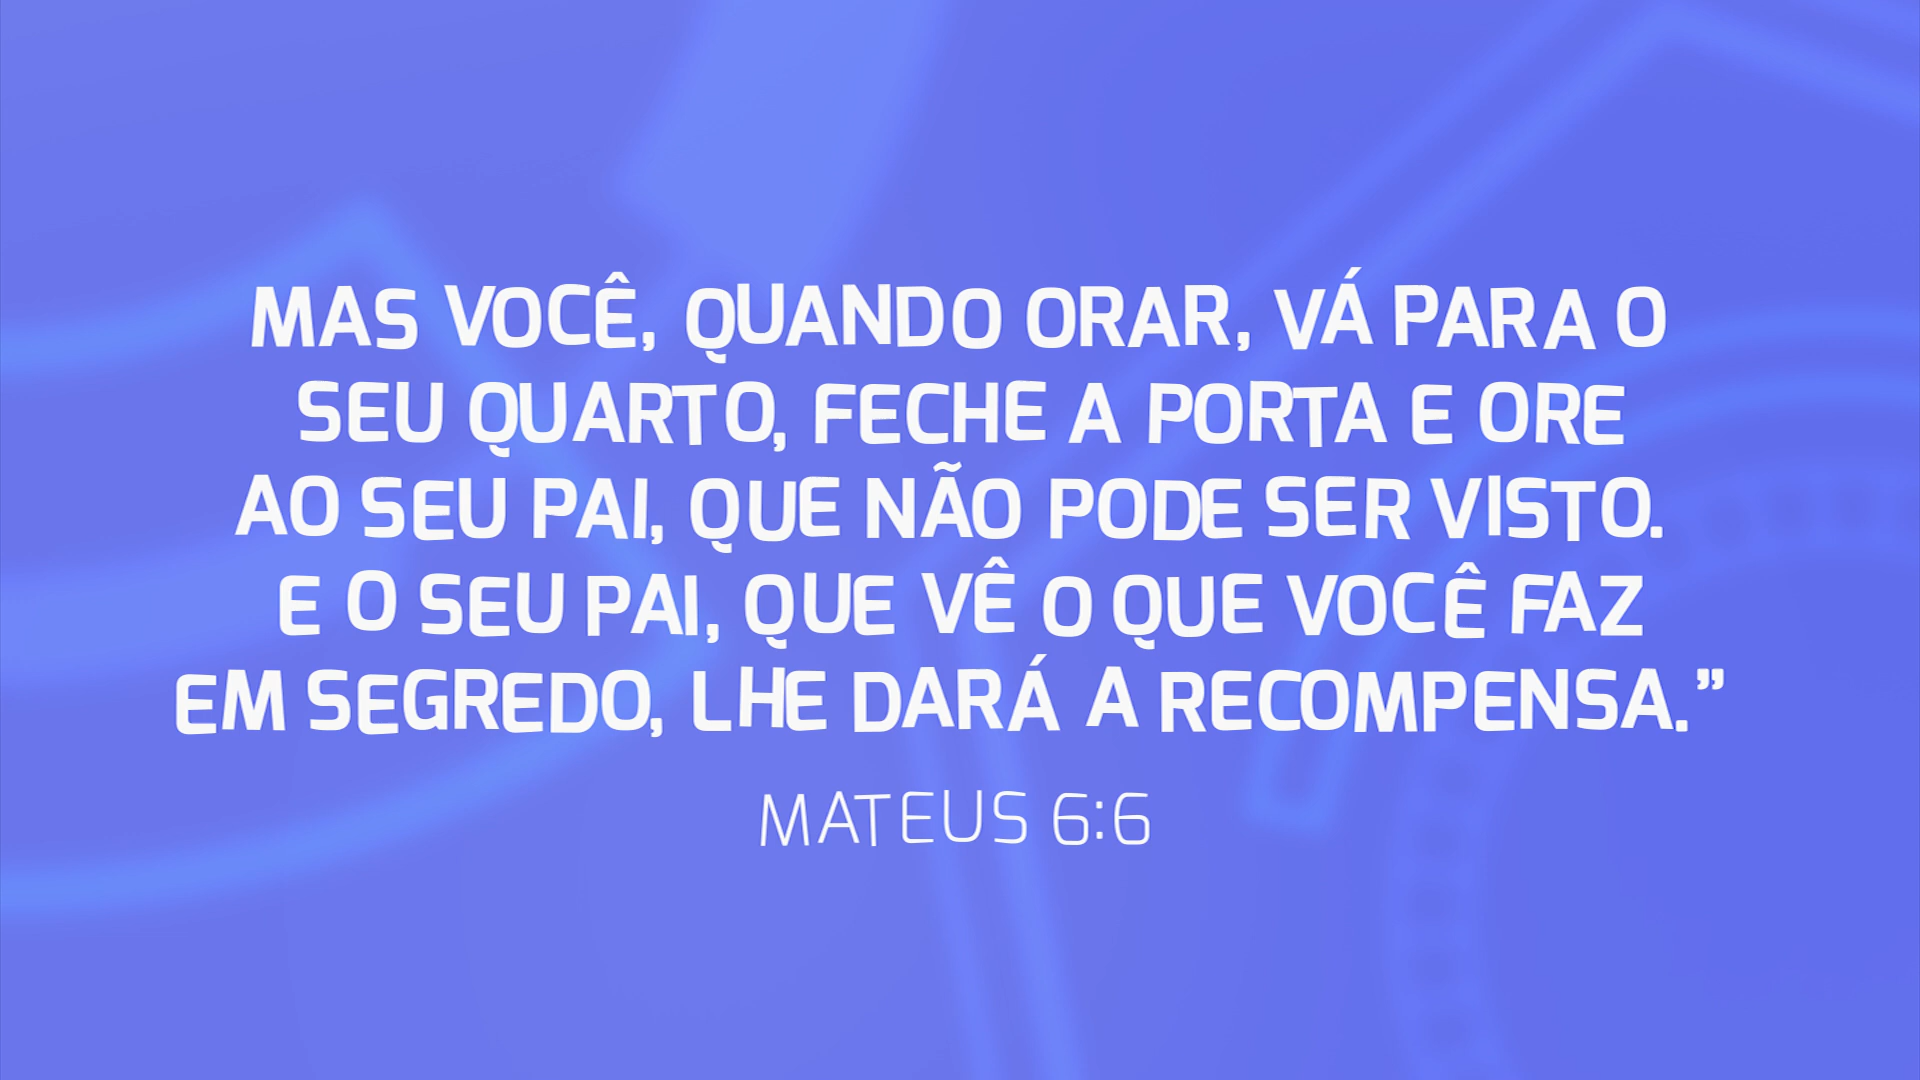 MAS VOCÊ, QUANDO ORAR, VÁ PARA O
SEU QUARTO, FECHE A PORTA E ORE
AO SEU PAI, QUE NÃO PODE SER VISTO.
E O SEU PAI, QUE VÊ O QUE VOCÊ FAZ
EM SEGREDO, LHE DARÁ A RECOMPENSA.”
MATEUS 6:6